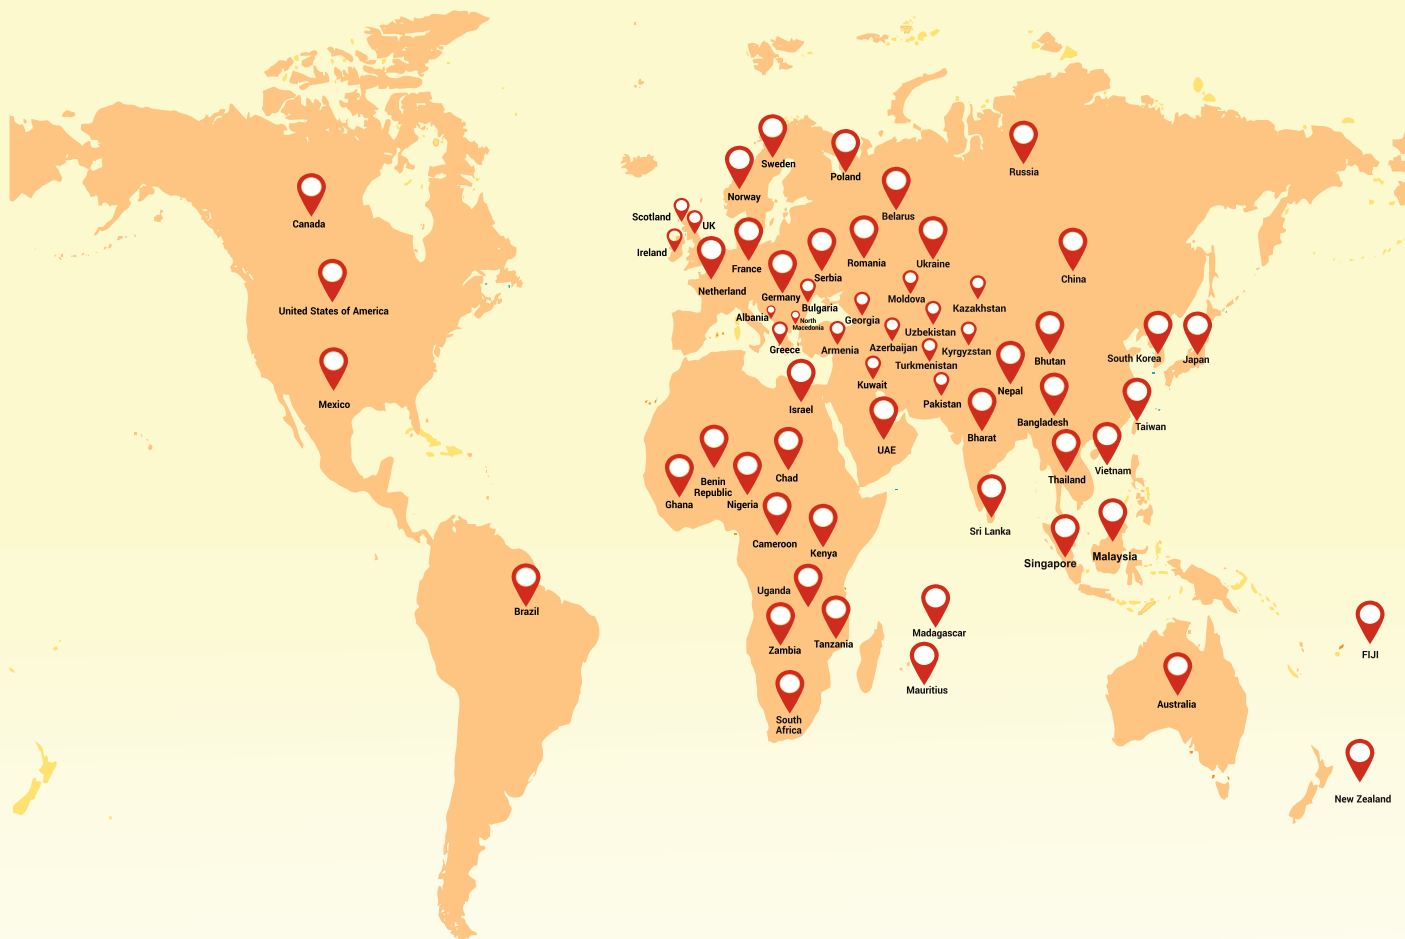 Sweden
Poland
Russia
Norway
Canada
Scotland
UK
Belarus
Ireland
France
Romania
Ukraine
China
Netherland
Germany
Serbia
Moldova
Kazakhstan
United States of America
Albania
Bulgaria
North
Macedonia
Georgia
Uzbekistan
Greece
Armenia
Azerbaijan
Kyrgyzstan
Turkmenistan
Bhutan
South Korea
Japan
Kuwait
Nepal
Mexico
Israel
Pakistan
Bangladesh
Taiwan
UAE
Bharat
Vietnam
Thailand
Chad
Benin
Republic
Ghana
Nigeria
Sri Lanka
Cameroon
Kenya
Singapore
Malaysia
Uganda
Brazil
Madagascar
Zambia
Tanzania
FIJI
Mauritius
Australia
South
Africa
New Zealand